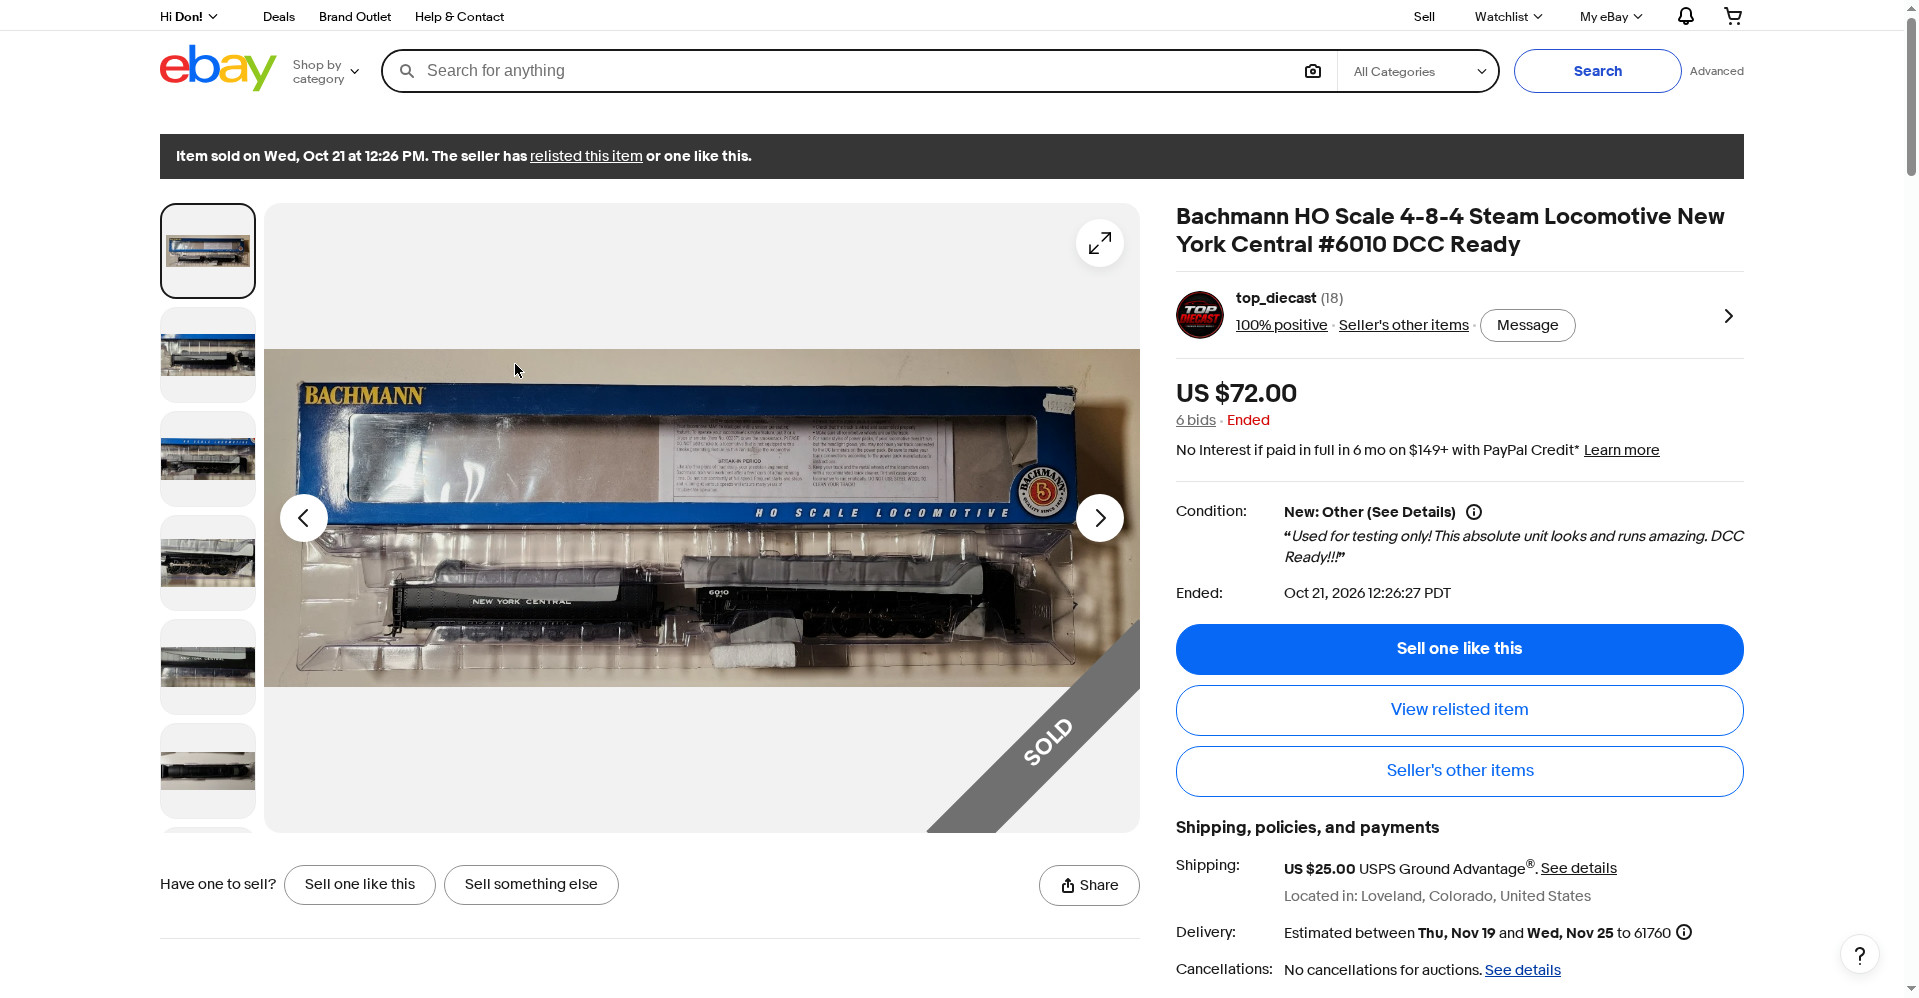 Hi Don!
Deals
Brand Outlet
Help & Contact
Sell
Watchlist
My eBay
ebay
Shop by
category
Search for anything
All Categories
Search
Advanced
Item sold on Wed, Oct 21 at 12:26 PM. The seller has relisted this item or one like this.
BACHMANN
BREAK-IN PERIOD
BACHMANN
B
HO SCALE LOCOMOTIVE
NEW YORK CENTRAL
6010
SOLD
HO SCALE LOCOMOTIVE
Have one to sell?
Sell one like this
Sell something else
Share
Bachmann HO Scale 4-8-4 Steam Locomotive New
York Central #6010 DCC Ready
TOP
DIECAST
top_diecast (18)
100% positive · Seller's other items · Message
US $72.00
6 bids · Ended
No Interest if paid in full in 6 mo on $149+ with PayPal Credit* Learn more
Condition:
New: Other (See Details)
“Used for testing only! This absolute unit looks and runs amazing. DCC
Ready!!!”
Ended:
Oct 21, 2026 12:26:27 PDT
Sell one like this
View relisted item
Seller's other items
Shipping, policies, and payments
Shipping:
US $25.00 USPS Ground Advantage®. See details
Located in: Loveland, Colorado, United States
Delivery:
Estimated between Thu, Nov 19 and Wed, Nov 25 to 61760
Cancellations:
No cancellations for auctions. See details
?